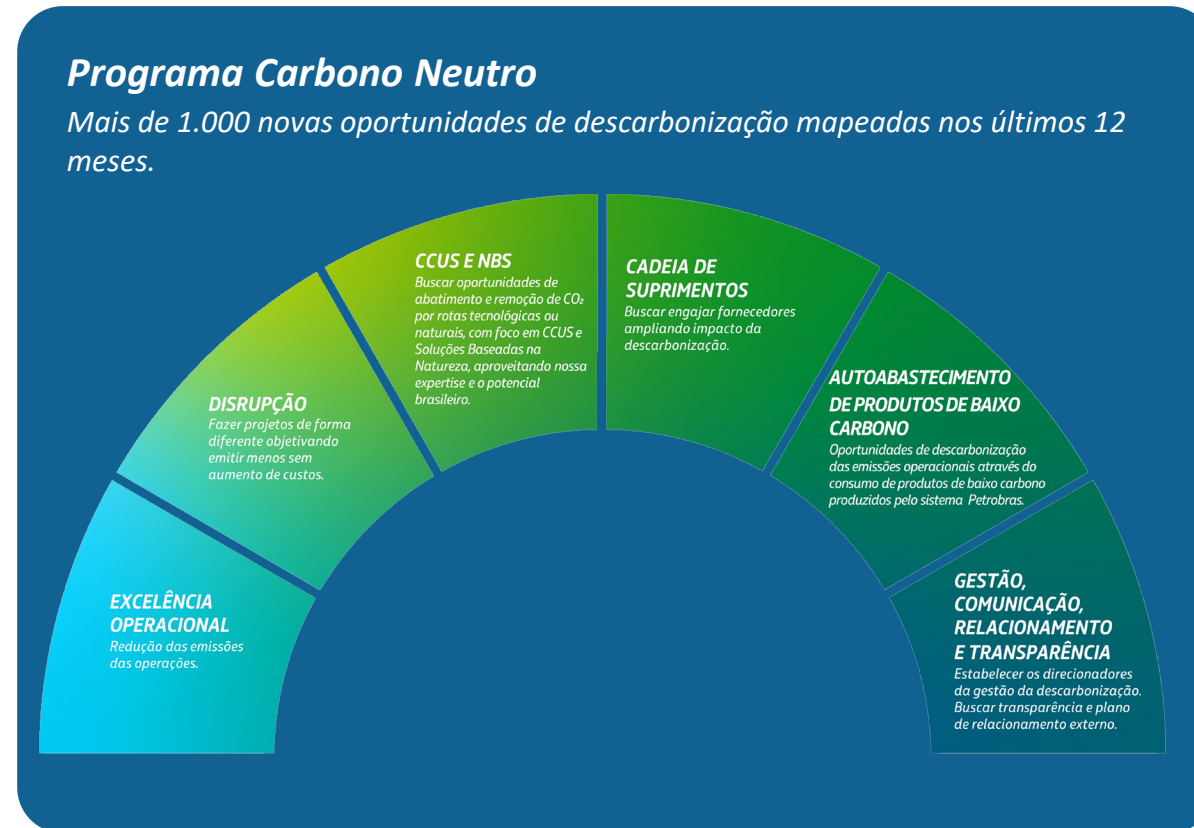 Programa Carbono Neutro
Mais de 1.000 novas oportunidades de descarbonização mapeadas nos últimos 12
meses.
EXCELÊNCIA
OPERACIONAL
Redução das emissões
das operações.
DISRUPÇÃO
Fazer projetos de forma
diferente objetivando
emitir menos sem
aumento de custos.
CCUS E NBS
Buscar oportunidades de
abatimento e remoção de CO₂
por rotas tecnológicas ou
naturais, com foco em CCUS e
Soluções Baseadas na
Natureza, aproveitando nossa
expertise e o potencial
brasileiro.
CADEIA DE
SUPRIMENTOS
Buscar engajar fornecedores
ampliando impacto da
descarbonização.
AUTOABASTECIMENTO
DE PRODUTOS DE BAIXO
CARBONO
Oportunidades de descarbonização
das emissões operacionais através do
consumo de produtos de baixo carbono
produzidos pelo sistema Petrobras.
GESTÃO,
COMUNICAÇÃO,
RELACIONAMENTO
E TRANSPARÊNCIA
Estabelecer os direcionadores
da gestão da descarbonização.
Buscar transparência e plano
de relacionamento externo.